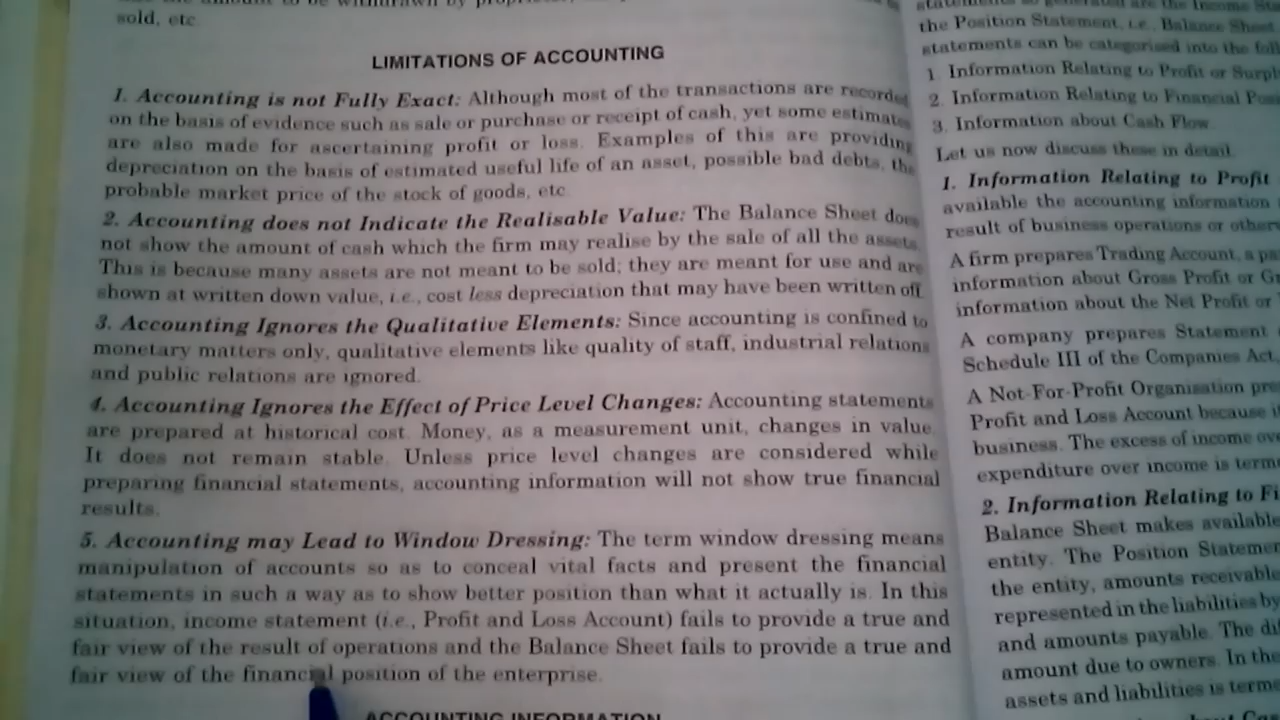 sold, etc.
LIMITATIONS OF ACCOUNTING
1. Accounting is not Fully Exact: Although most of the transactions are recorded
on the basis of evidence such as sale or purchase or receipt of cash, yet some estimates
are also made for ascertaining profit or loss. Examples of this are providing
depreciation on the basis of estimated useful life of an asset, possible bad debts, the
probable market price of the stock of goods, etc.
2. Accounting does not Indicate the Realisable Value: The Balance Sheet does
not show the amount of cash which the firm may realise by the sale of all the assets.
This is because many assets are not meant to be sold; they are meant for use and are
shown at written down value, i.e., cost less depreciation that may have been written off.
3. Accounting Ignores the Qualitative Elements: Since accounting is confined to
monetary matters only, qualitative elements like quality of staff, industrial relations
and public relations are ignored.
4. Accounting Ignores the Effect of Price Level Changes: Accounting statements
are prepared at historical cost. Money, as a measurement unit, changes in value.
It does not remain stable. Unless price level changes are considered while
preparing financial statements, accounting information will not show true financial
results.
5. Accounting may Lead to Window Dressing: The term window dressing means
manipulation of accounts so as to conceal vital facts and present the financial
statements in such a way as to show better position than what it actually is. In this
situation, income statement (i.e., Profit and Loss Account) fails to provide a true and
fair view of the result of operations and the Balance Sheet fails to provide a true and
fair view of the financial position of the enterprise.
ACCOUNTING INFORMATION
the Position Statement, i.e., Balance Sheet.
statements can be categorised into the
1. Information Relating to Profit or
2. Information Relating to Financial
3. Information about Cash Flow.
Let us now discuss these in detail.
1. Information Relating to Profit
available the accounting information
result of business operations or
A firm prepares Trading Account, a
information about Gross Profit or
information about the Net Profit or
A company prepares Statement
Schedule III of the Companies Act,
A Not-For-Profit Organisation
Profit and Loss Account because
business. The excess of income
expenditure over income is
2. Information Relating to
Balance Sheet makes available
entity. The Position
the entity, amounts receivable
represented in the liabilities by
and amounts payable. The
amount due to owners. In the
assets and liabilities is